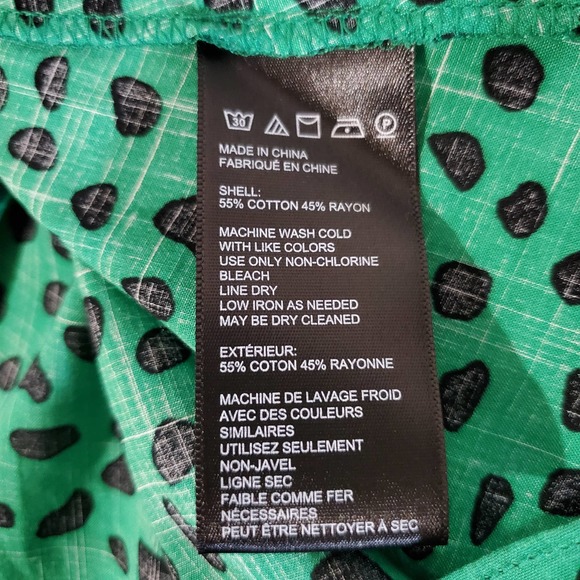 30 P
MADE IN CHINA
FABRIQUÉ EN CHINE
SHELL:
55% COTTON 45% RAYON
MACHINE WASH COLD
WITH LIKE COLORS
USE ONLY NON-CHLORINE
BLEACH
LINE DRY
LOW IRON AS NEEDED
MAY BE DRY CLEANED
EXTÉRIEUR:
55% COTON 45% RAYONNE
MACHINE DE LAVAGE FROID
AVEC DES COULEURS
SIMILAIRES
UTILISEZ SEULEMENT
NON-JAVEL
LIGNE SEC
FAIBLE COMME FER
NÉCESSAIRES
PEUT ÊTRE NETTOYER À SEC